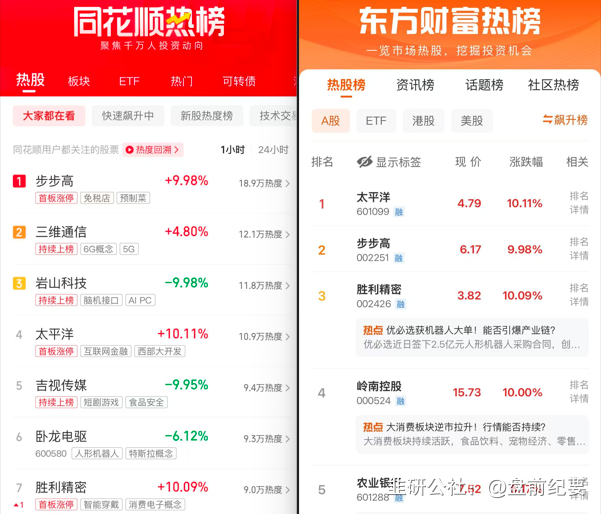 同花顺热榜
聚焦千万人投资动向
热股 板块 ETF 热门 可转债
大家都在看 快速飙升中 新股热度榜 技术交
同花顺用户都关注的股票 热度回溯 > 1小时 24小时
1 步步高 +9.98% 18.9万热度 >
首板涨停 免税店 预制菜
2 三维通信 +4.80% 12.1万热度 >
持续上榜 6G概念 5G
3 岩山科技 -9.98% 11.8万热度 >
持续上榜 脑机接口 AI PC
4 太平洋 +10.11% 10.9万热度 >
首板涨停 互联网金融 西部大开发
5 吉视传媒 -9.95% 9.4万热度 >
持续上榜 短剧游戏 食品安全
6 卧龙电驱 -6.12% 9.3万热度 >
600580 人形机器人 特斯拉概念
7 胜利精密 +10.09% 9.0万热度 >
1 首板涨停 智能穿戴 消费电子概念
东方财富热榜
一览市场热股，挖掘投资机会
热股榜 资讯榜 话题榜 社区热榜
A股 ETF 港股 美股 飙升榜
排名 显示标签 现价 涨跌幅 相关
1 太平洋 4.79 10.11% 排名
601099 融 详情
2 步步高 6.17 9.98% 排名
002251 融 详情
3 胜利精密 3.82 10.09% 排名
002426 融 详情
热点 优必选获机器人大单！能否引爆产业链？
优必选近日签下2.5亿元人形机器人采购合同，创...
4 岭南控股 15.73 10.00% 排名
000524 融 详情
热点 大消费板块逆市拉升！行情能否持续？
大消费板块持续活跃，食品饮料、宠物经济、零售...
5 农业银行 排名
601288 融 详情
韭研公社 @盘前纪要